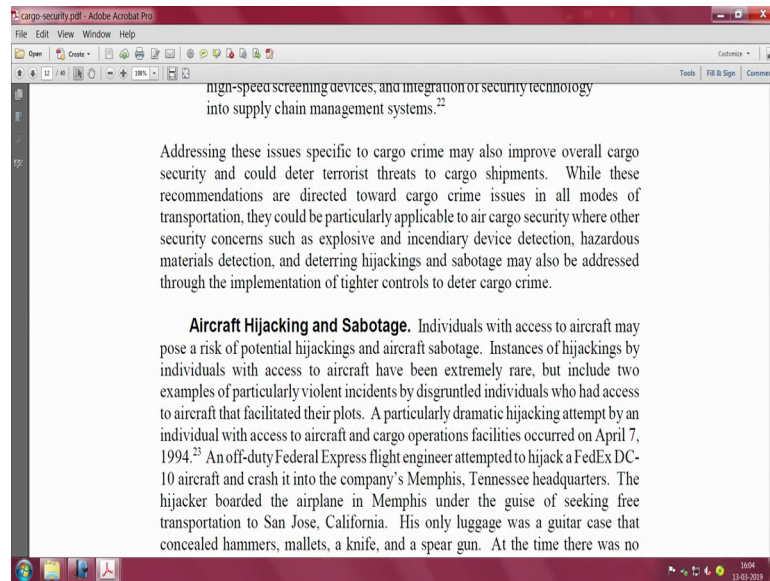 cargo-security.pdf - Adobe Acrobat Pro
File Edit View Window Help
Open Create Customize
12 / 40 198% Tools Fill & Sign Commen
high-speed screening devices, and integration of security technology
into supply chain management systems.22
Addressing these issues specific to cargo crime may also improve overall cargo
security and could deter terrorist threats to cargo shipments. While these
recommendations are directed toward cargo crime issues in all modes of
transportation, they could be particularly applicable to air cargo security where other
security concerns such as explosive and incendiary device detection, hazardous
materials detection, and deterring hijackings and sabotage may also be addressed
through the implementation of tighter controls to deter cargo crime.
Aircraft Hijacking and Sabotage. Individuals with access to aircraft may
pose a risk of potential hijackings and aircraft sabotage. Instances of hijackings by
individuals with access to aircraft have been extremely rare, but include two
examples of particularly violent incidents by disgruntled individuals who had access
to aircraft that facilitated their plots. A particularly dramatic hijacking attempt by an
individual with access to aircraft and cargo operations facilities occurred on April 7,
1994.23 An off-duty Federal Express flight engineer attempted to hijack a FedEx DC-
10 aircraft and crash it into the company's Memphis, Tennessee headquarters. The
hijacker boarded the airplane in Memphis under the guise of seeking free
transportation to San Jose, California. His only luggage was a guitar case that
concealed hammers, mallets, a knife, and a spear gun. At the time there was no
16:04
13-03-2019